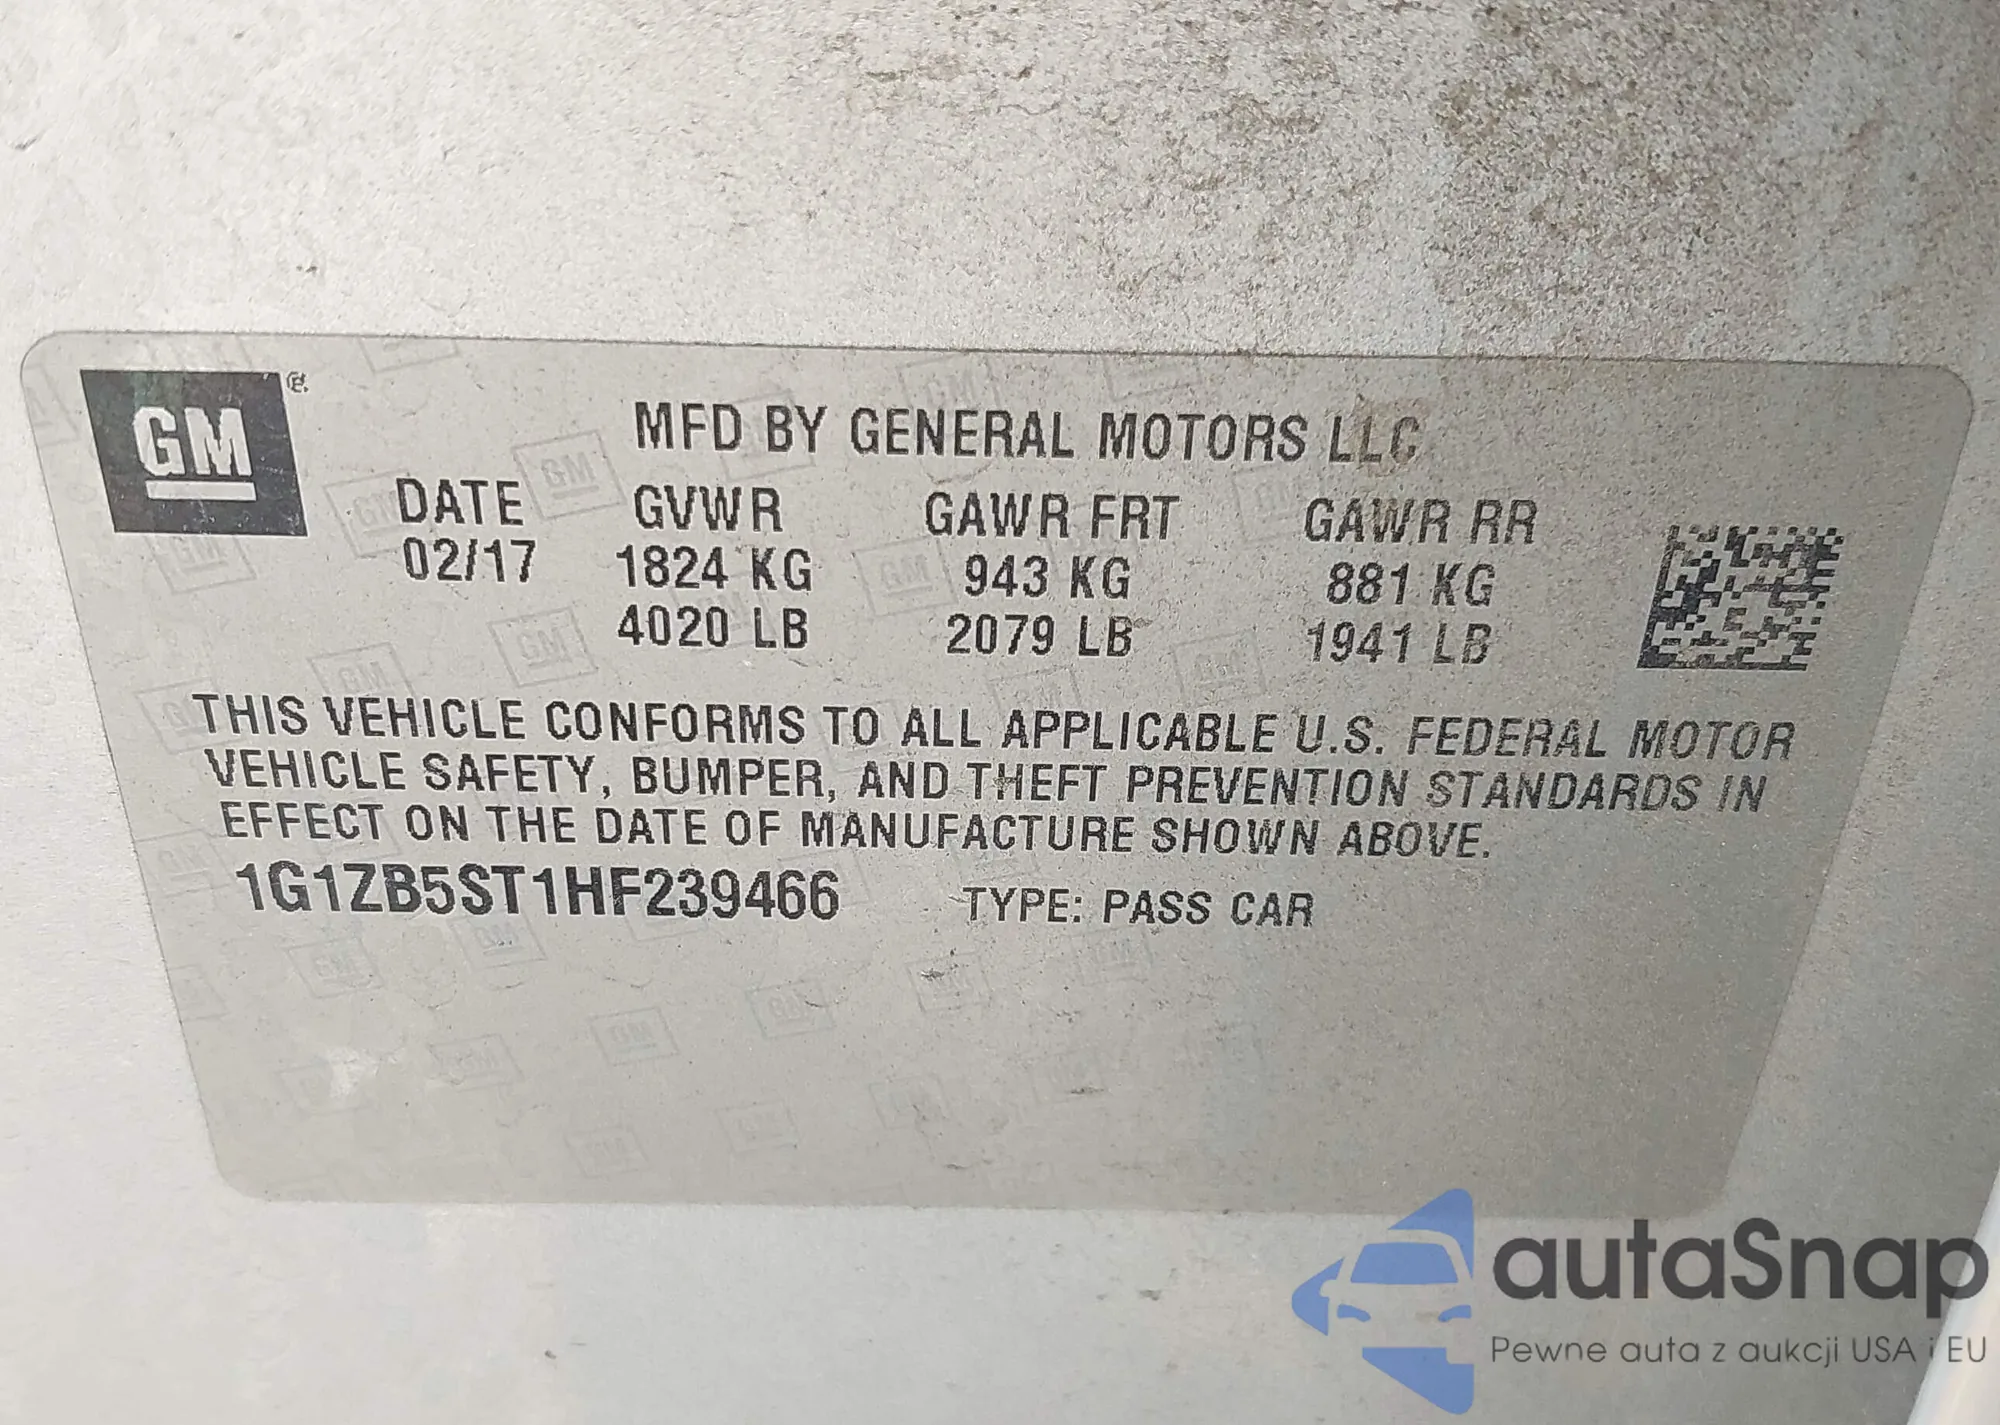 GM
MFD BY GENERAL MOTORS LLC
DATE GVWR GAWR FRT GAWR RR
02/17 1824 KG 943 KG 881 KG
4020 LB 2079 LB 1941 LB
THIS VEHICLE CONFORMS TO ALL APPLICABLE U.S. FEDERAL MOTOR
VEHICLE SAFETY, BUMPER, AND THEFT PREVENTION STANDARDS IN
EFFECT ON THE DATE OF MANUFACTURE SHOWN ABOVE.
1G1ZB5ST1HF239466 TYPE: PASS CAR
autaSnap
Pewne auta z aukcji USA i EU